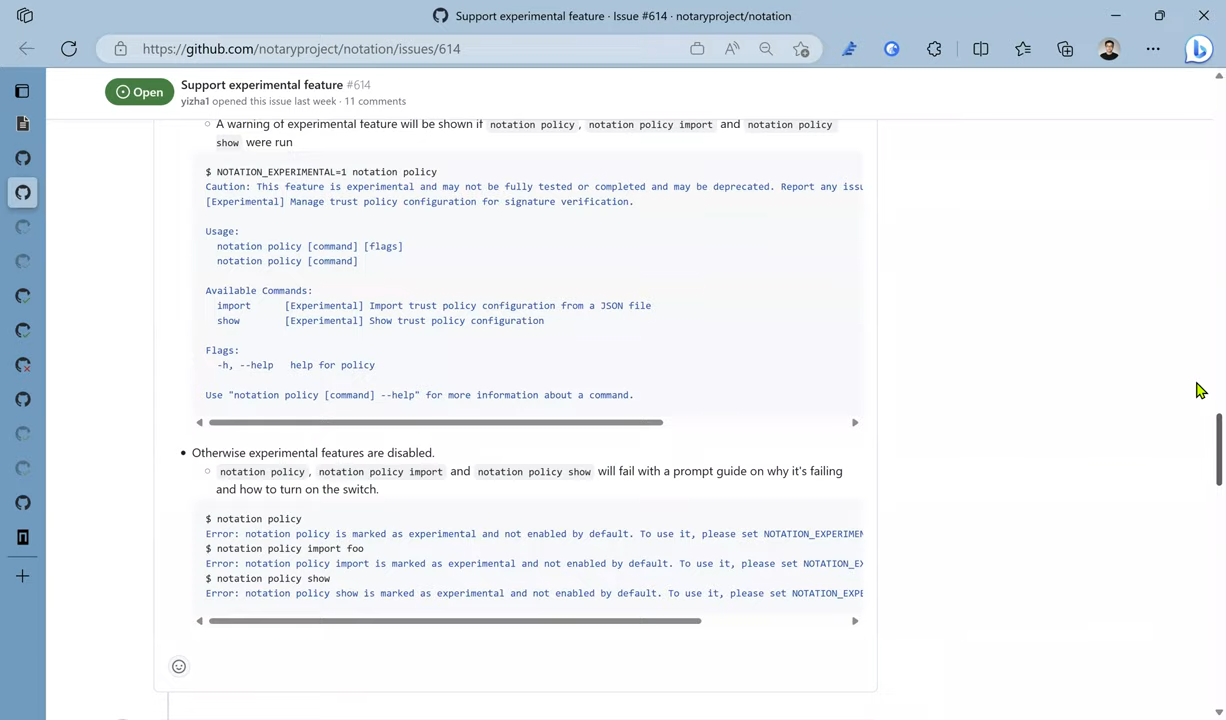 Support experimental feature · Issue #614 · notaryproject/notation
https://github.com/notaryproject/notation/issues/614
Open
Support experimental feature #614
yizha1 opened this issue last week · 11 comments
A warning of experimental feature will be shown if notation policy, notation policy import and notation policy
show were run
$ NOTATION_EXPERIMENTAL=1 notation policy
Caution: This feature is experimental and may not be fully tested or completed and may be deprecated. Report any issu
[Experimental] Manage trust policy configuration for signature verification.
Usage:
notation policy [command] [flags]
notation policy [command]
Available Commands:
import [Experimental] Import trust policy configuration from a JSON file
show [Experimental] Show trust policy configuration
Flags:
-h, --help help for policy
Use "notation policy [command] --help" for more information about a command.
Otherwise experimental features are disabled.
notation policy, notation policy import and notation policy show will fail with a prompt guide on why it's failing
and how to turn on the switch.
$ notation policy
Error: notation policy is marked as experimental and not enabled by default. To use it, please set NOTATION_EXPERIMEN
$ notation policy import foo
Error: notation policy import is marked as experimental and not enabled by default. To use it, please set NOTATION_EX
$ notation policy show
Error: notation policy show is marked as experimental and not enabled by default. To use it, please set NOTATION_EXPE